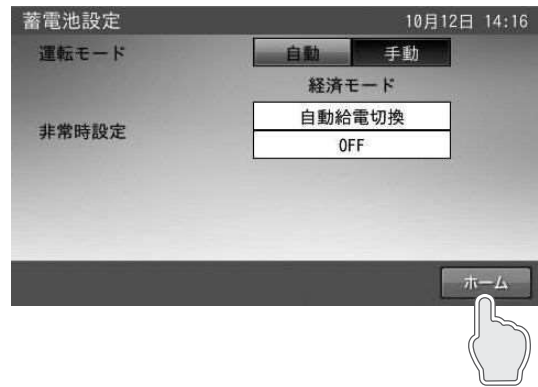 蓄電池設定 10月12日 14:16
運転モード 自動 手動
経済モード
非常時設定 自動給電切換
OFF
ホーム